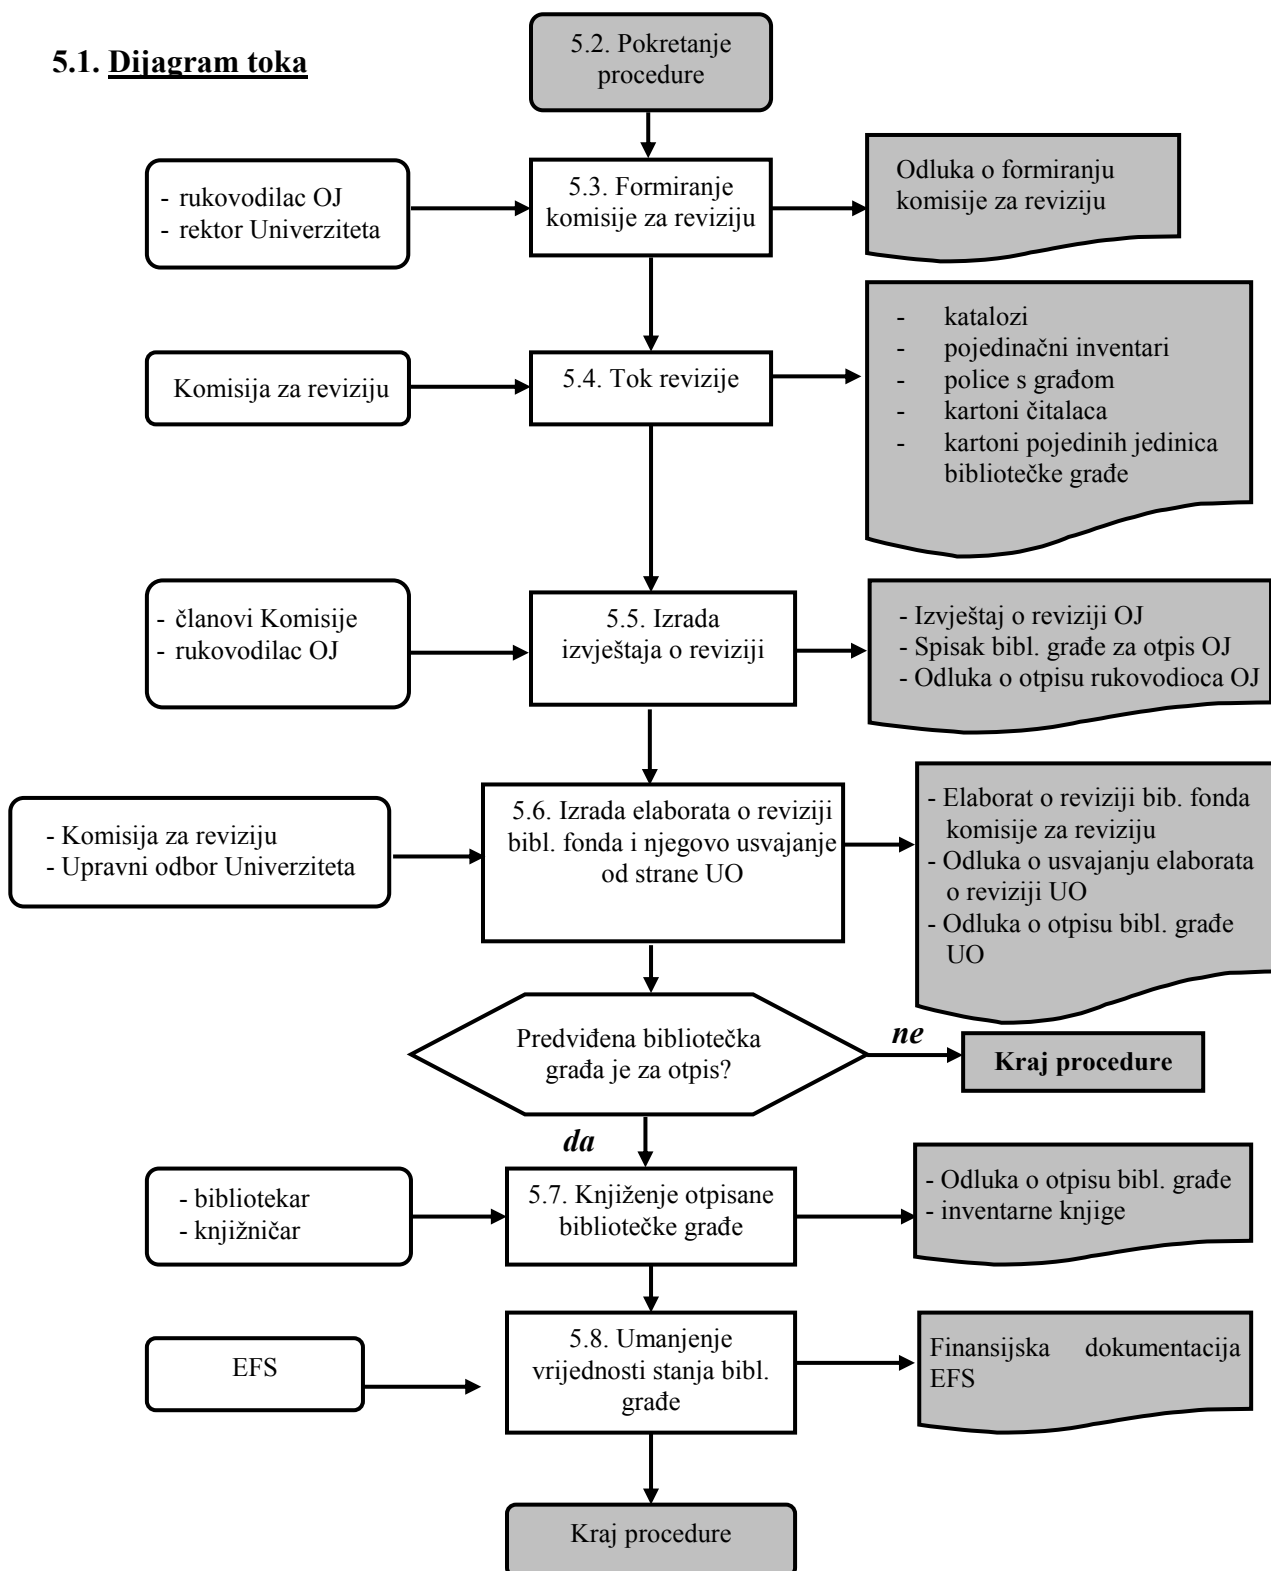 5.1. Dijagram toka
5.2. Pokretanje
procedure
- rukovodilac OJ
- rektor Univerziteta
5.3. Formiranje
komisije za reviziju
Odluka o formiranju
komisije za reviziju
Komisija za reviziju
5.4. Tok revizije
- katalozi
- pojedinačni inventari
- police s građom
- kartoni čitalaca
- kartoni pojedinih jedinica
bibliotečke građe
- članovi Komisije
- rukovodilac OJ
5.5. Izrada
izvještaja o reviziji
- Izvještaj o reviziji OJ
- Spisak bibl. građe za otpis OJ
- Odluka o otpisu rukovodioca OJ
- Komisija za reviziju
- Upravni odbor Univerziteta
5.6. Izrada elaborata o reviziji
bibl. fonda i njegovo usvajanje
od strane UO
- Elaborat o reviziji bib. fonda
komisije za reviziju
- Odluka o usvajanju elaborata
o reviziji UO
- Odluka o otpisu bibl. građe
UO
Predviđena bibliotečka
građa je za otpis?
ne
Kraj procedure
da
- bibliotekar
- knjižničar
5.7. Knjiženje otpisane
bibliotečke građe
- Odluka o otpisu bibl. građe
- inventarne knjige
EFS
5.8. Umanjenje
vrijednosti stanja bibl.
građe
Finansijska dokumentacija
EFS
Kraj procedure